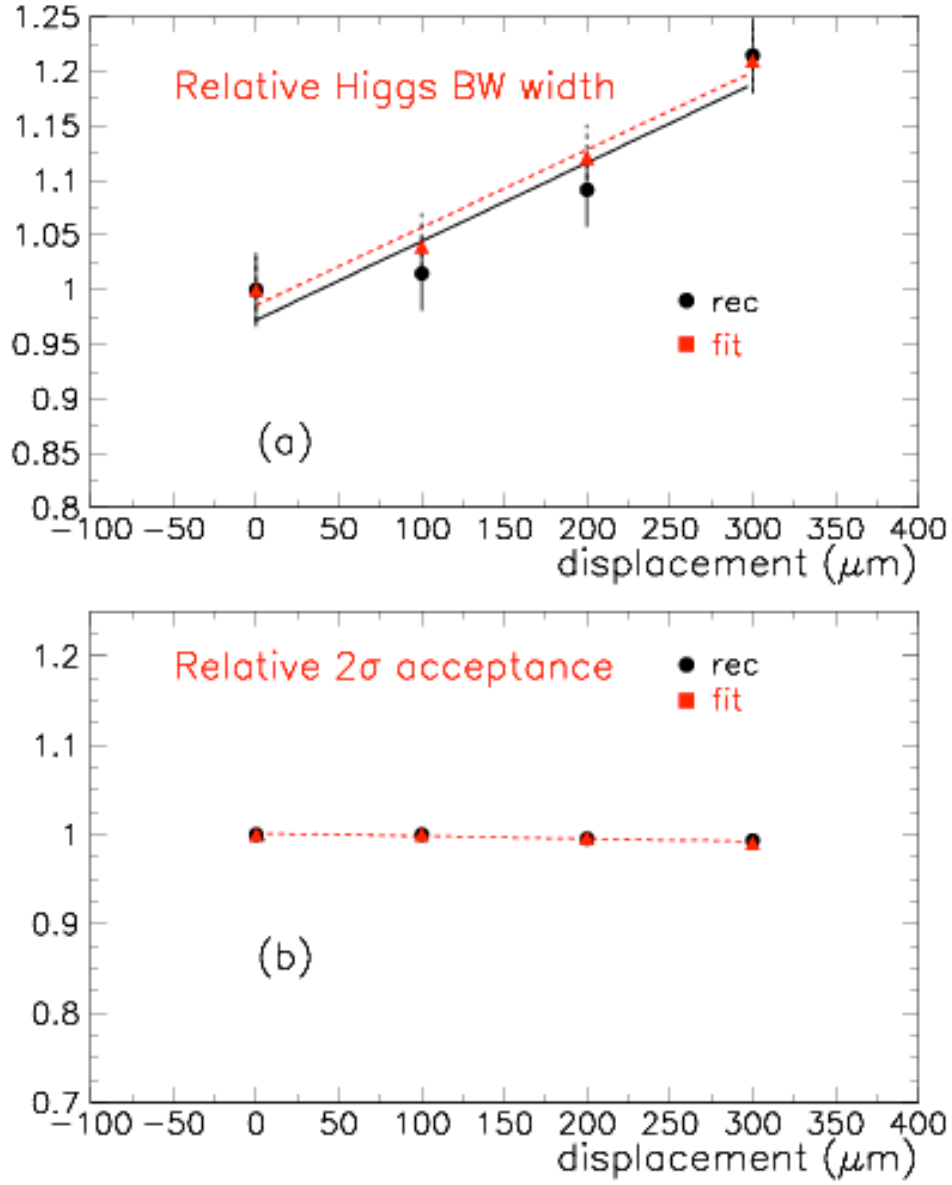 1.25
1.2
Relative Higgs BW width
1.15
1.1
1.05
1
rec
0.95
fit
0.9
(a)
0.85
0.8
−100 −50 0 50 100 150 200 250 300 350 400
displacement (μm)
1.2
Relative 2σ acceptance
rec
fit
1.1
1
0.9
(b)
0.8
0.7
−100 −50 0 50 100 150 200 250 300 350 400
displacement (μm)